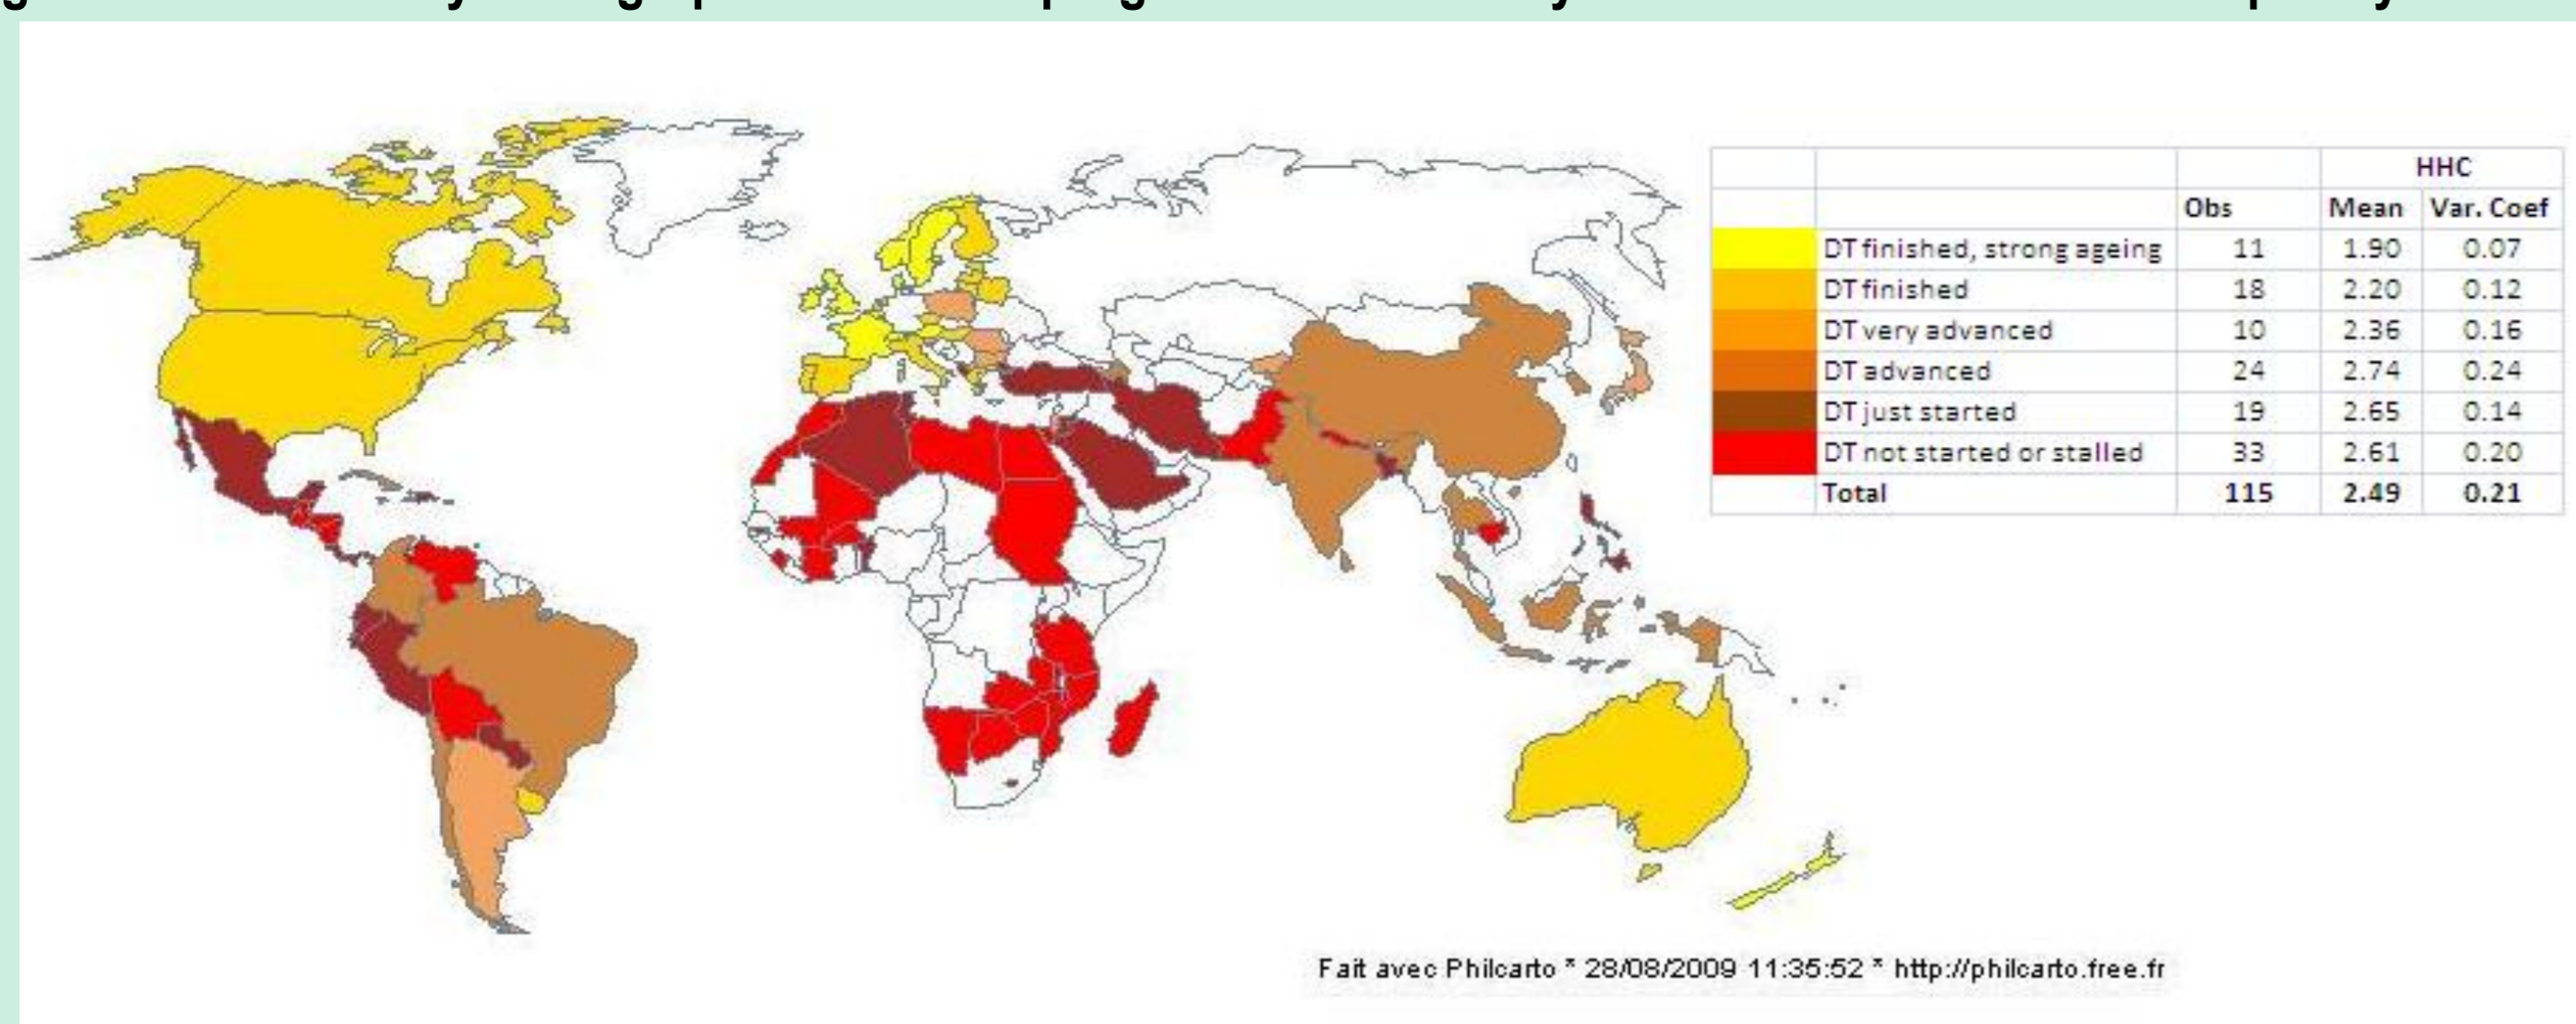 HHC
Obs Mean Var. Coef
DT finished, strong ageing 11 1.90 0.07
DT finished 18 2.20 0.12
DT very advanced 10 2.36 0.16
DT advanced 24 2.74 0.24
DT just started 19 2.65 0.14
DT not started or stalled 33 2.61 0.20
Total 115 2.49 0.21
Fait avec Philcarto * 28/08/2009 11:35:52 * http://philcarto.free.fr